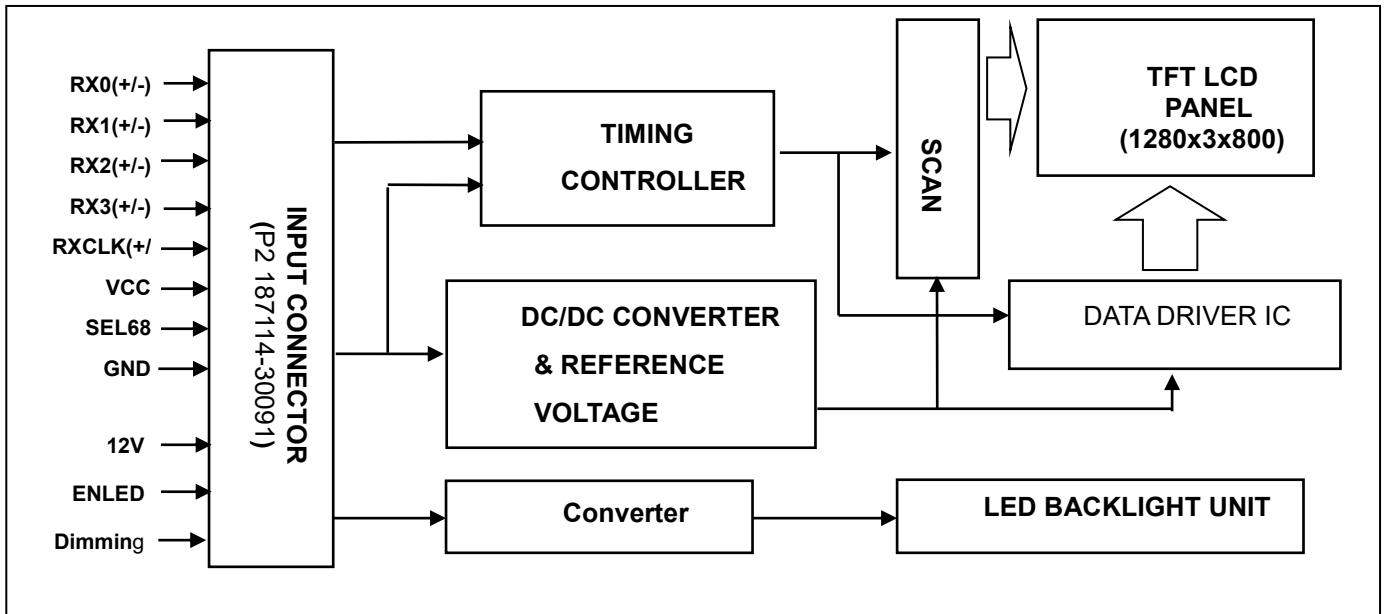 RX0(+/-)
RX1(+/-)
RX2(+/-)
RX3(+/-)
RXCLK(+/
VCC
SEL68
GND
12V
ENLED
Dimming
INPUT CONNECTOR
(P2 187114-30091)
TIMING
CONTROLLER
DC/DC CONVERTER
& REFERENCE
VOLTAGE
Converter
SCAN
TFT LCD
PANEL
(1280x3x800)
DATA DRIVER IC
LED BACKLIGHT UNIT